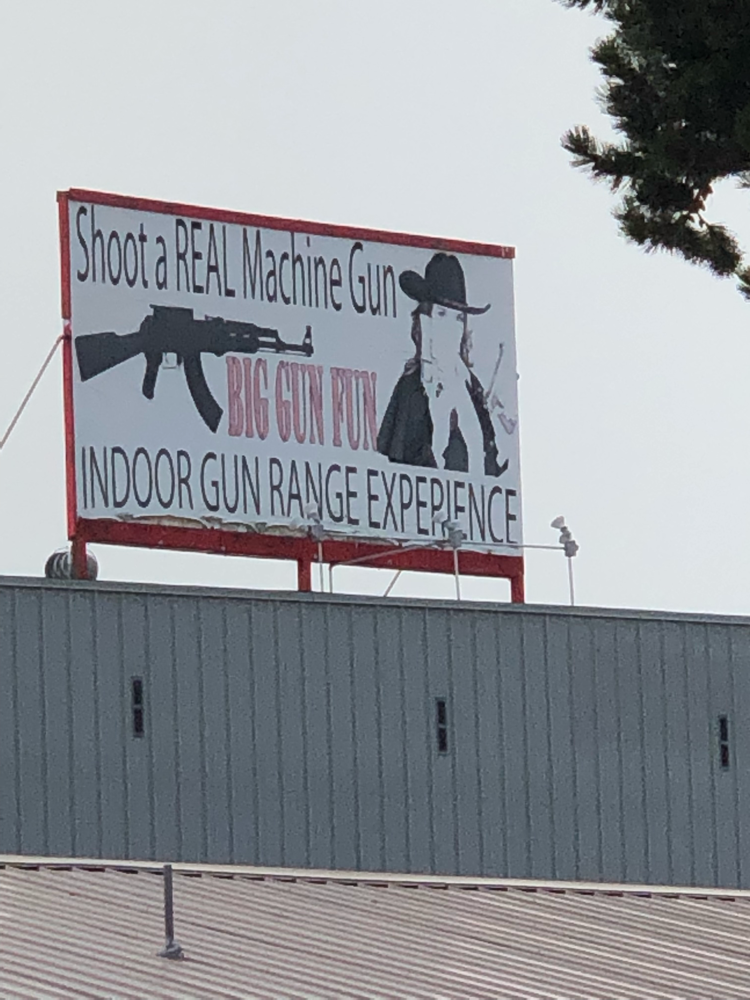 Shoot a REAL Machine Gun
BIG GUN FUN
INDOOR GUN RANGE EXPERIENCE